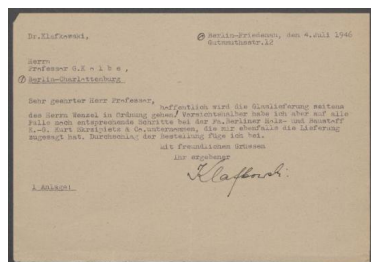 Dr.Klafkowski, Berlin-Friedenau, den 4.Juli 1946
Gutsmuthsstr.12
Herrn
Professor G.K o l b e ,
Berlin-Charlottenburg
Sehr geehrter Herr Professor,
hoffentlich wird die Glaslieferung seitens
des Herrn Wenzel in Ordnung gehen! Vorsichtshalber habe ich aber auf alle
Fälle noch entsprechende Schritte bei der Fa.Berliner Holz- und Baustoff
K.-G. Kurt & Co.unternommen, die mir ebenfalls die Lieferung
zugesagt hat. Durchschlag der Bestellung füge ich bei.
Mit freundlichen Grüssen
Ihr ergebener
Klafkowski.
1 Anlage: